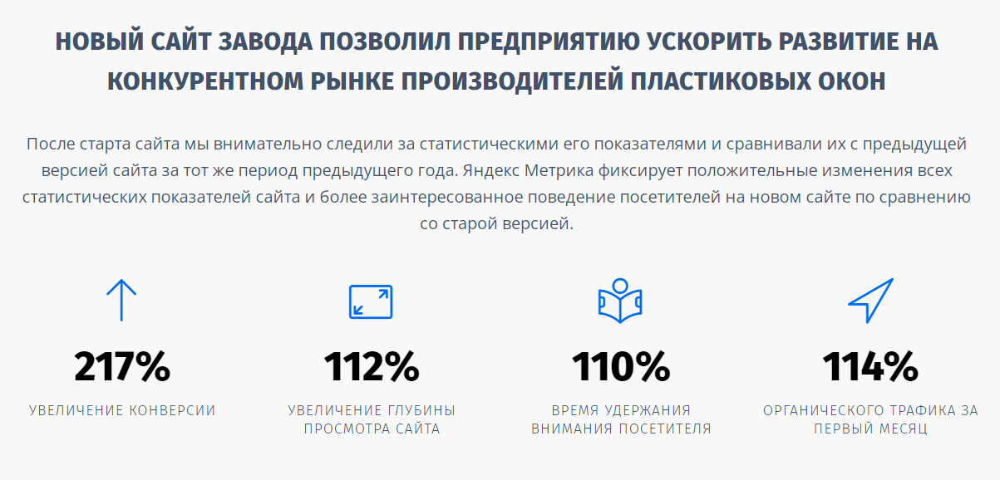 НОВЫЙ САЙТ ЗАВОДА ПОЗВОЛИЛ ПРЕДПРИЯТИЮ УСКОРИТЬ РАЗВИТИЕ НА
КОНКУРЕНТНОМ РЫНКЕ ПРОИЗВОДИТЕЛЕЙ ПЛАСТИКОВЫХ ОКОН
После старта сайта мы внимательно следили за статистическими его показателями и сравнивали их с предыдущей
версией сайта за тот же период предыдущего года. Яндекс Метрика фиксирует положительные изменения всех
статистических показателей сайта и более заинтересованное поведение посетителей на новом сайте по сравнению
со старой версией.
217%
УВЕЛИЧЕНИЕ КОНВЕРСИИ
112%
УВЕЛИЧЕНИЕ ГЛУБИНЫ
ПРОСМОТРА САЙТА
110%
ВРЕМЯ УДЕРЖАНИЯ
ВНИМАНИЯ ПОСЕТИТЕЛЯ
114%
ОРГАНИЧЕСКОГО ТРАФИКА ЗА
ПЕРВЫЙ МЕСЯЦ